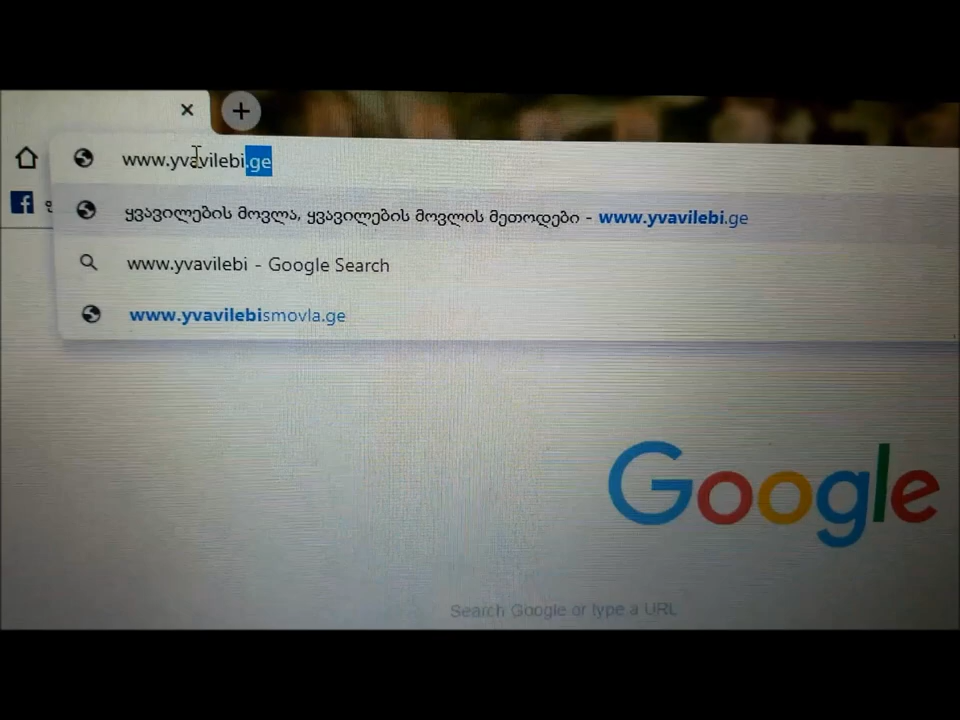 www.yvavilebi.ge
ყვავილების მოვლა, ყვავილების მოვლის მეთოდები - www.yvavilebi.ge
www.yvavilebi - Google Search
www.yvavilebismovla.ge
Google
Search Google or type a URL